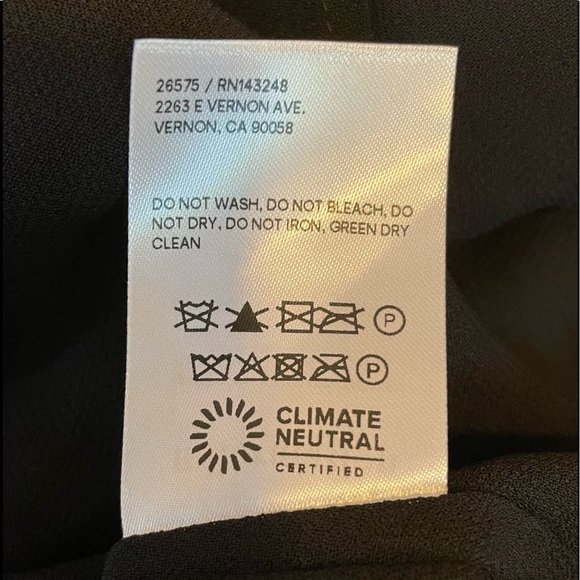 26575 / RN143248
2263 E VERNON AVE.
VERNON, CA 90058
DO NOT WASH, DO NOT BLEACH, DO
NOT DRY, DO NOT IRON, GREEN DRY
CLEAN
P
P
CLIMATE
NEUTRAL
CERTIFIED